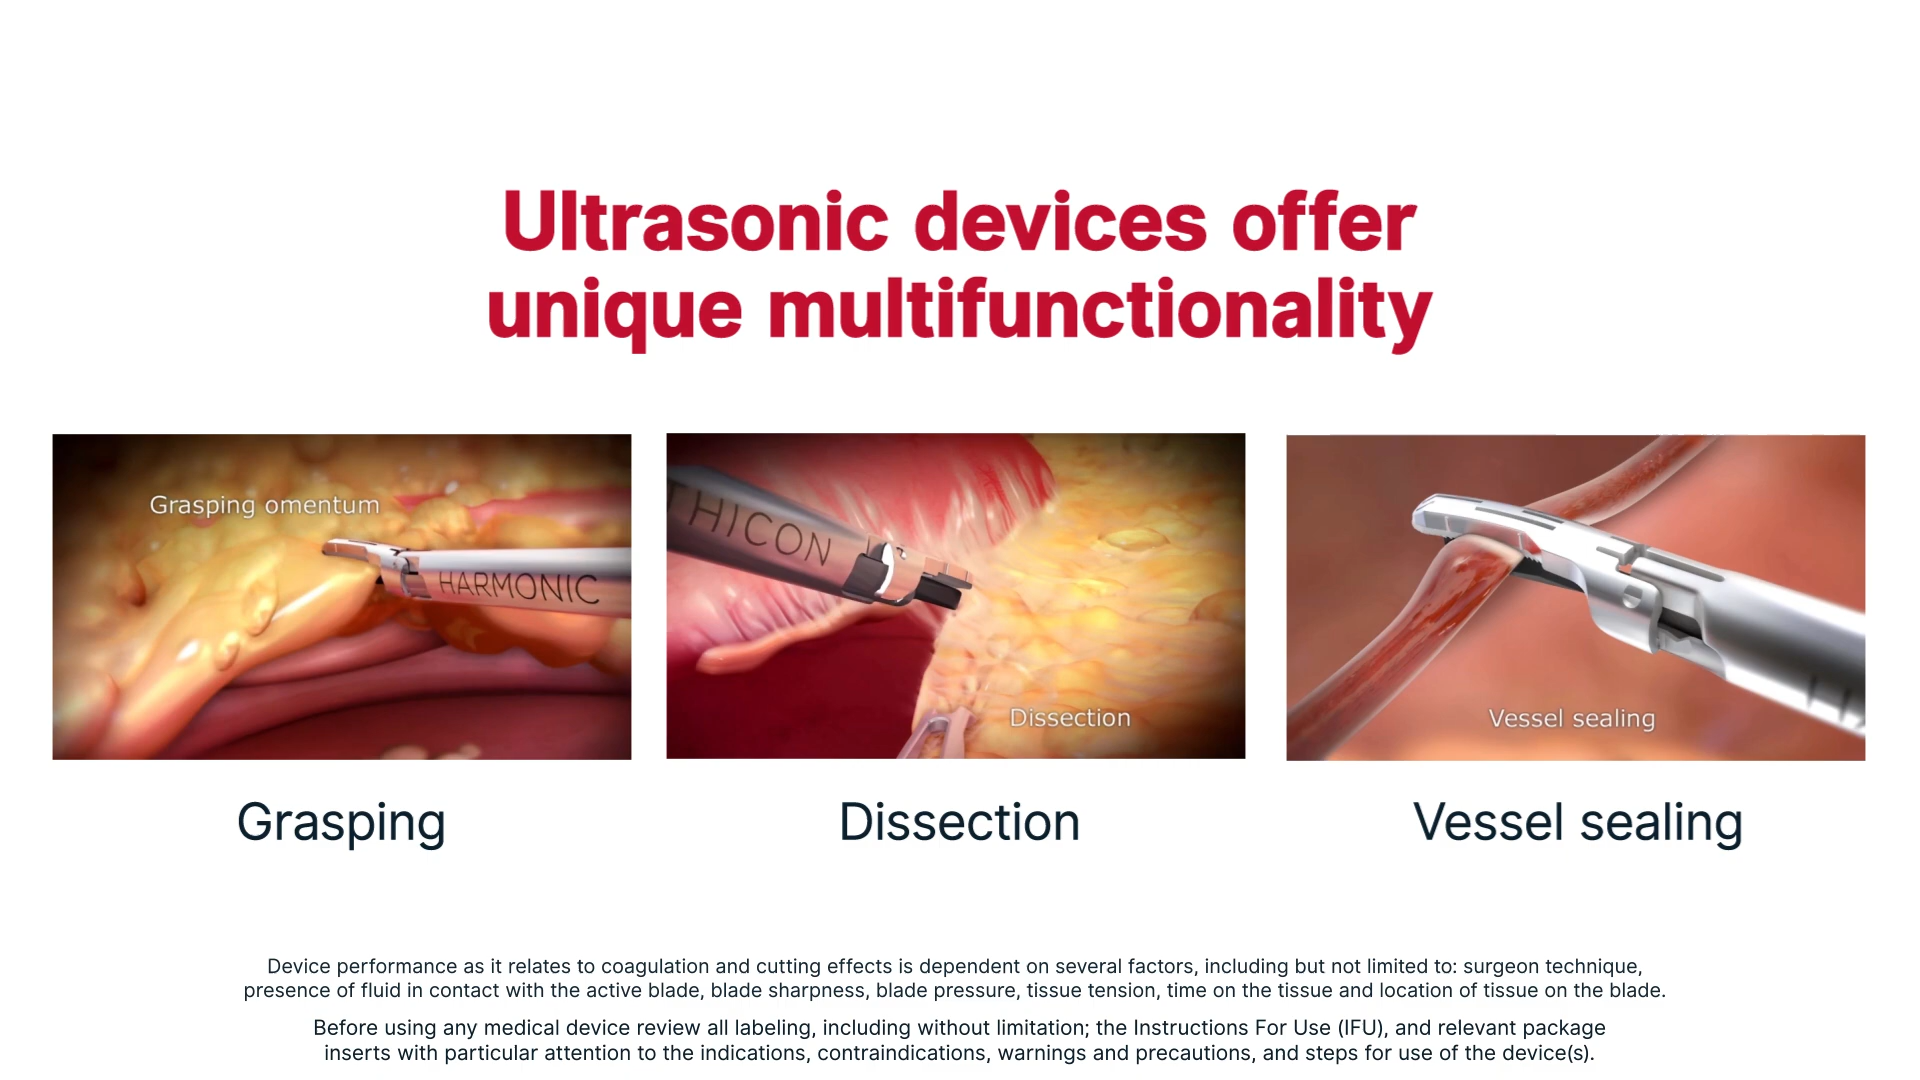 Ultrasonic devices offer
unique multifunctionality
Grasping omentum
HARMONIC
THICON
Dissection
Vessel sealing
Grasping
Dissection
Vessel sealing
Device performance as it relates to coagulation and cutting effects is dependent on several factors, including but not limited to: surgeon technique,
presence of fluid in contact with the active blade, blade sharpness, blade pressure, tissue tension, time on the tissue and location of tissue on the blade.
Before using any medical device review all labeling, including without limitation; the Instructions For Use (IFU), and relevant package
inserts with particular attention to the indications, contraindications, warnings and precautions, and steps for use of the device(s).